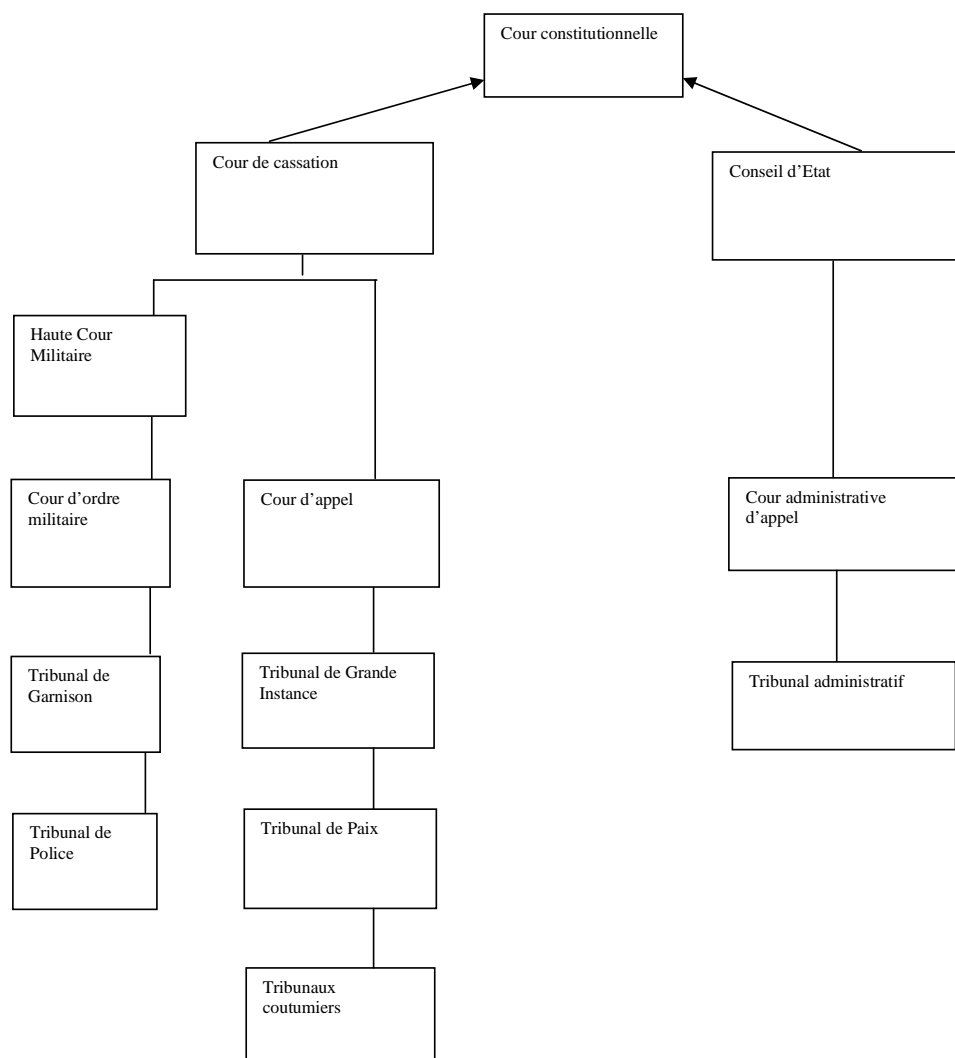 Cour constitutionnelle
Cour de cassation
Conseil d’Etat
Haute Cour
Militaire
Cour d’ordre
militaire
Cour d’appel
Cour administrative
d’appel
Tribunal de
Garnison
Tribunal de Grande
Instance
Tribunal administratif
Tribunal de
Police
Tribunal de Paix
Tribunaux
coutumiers